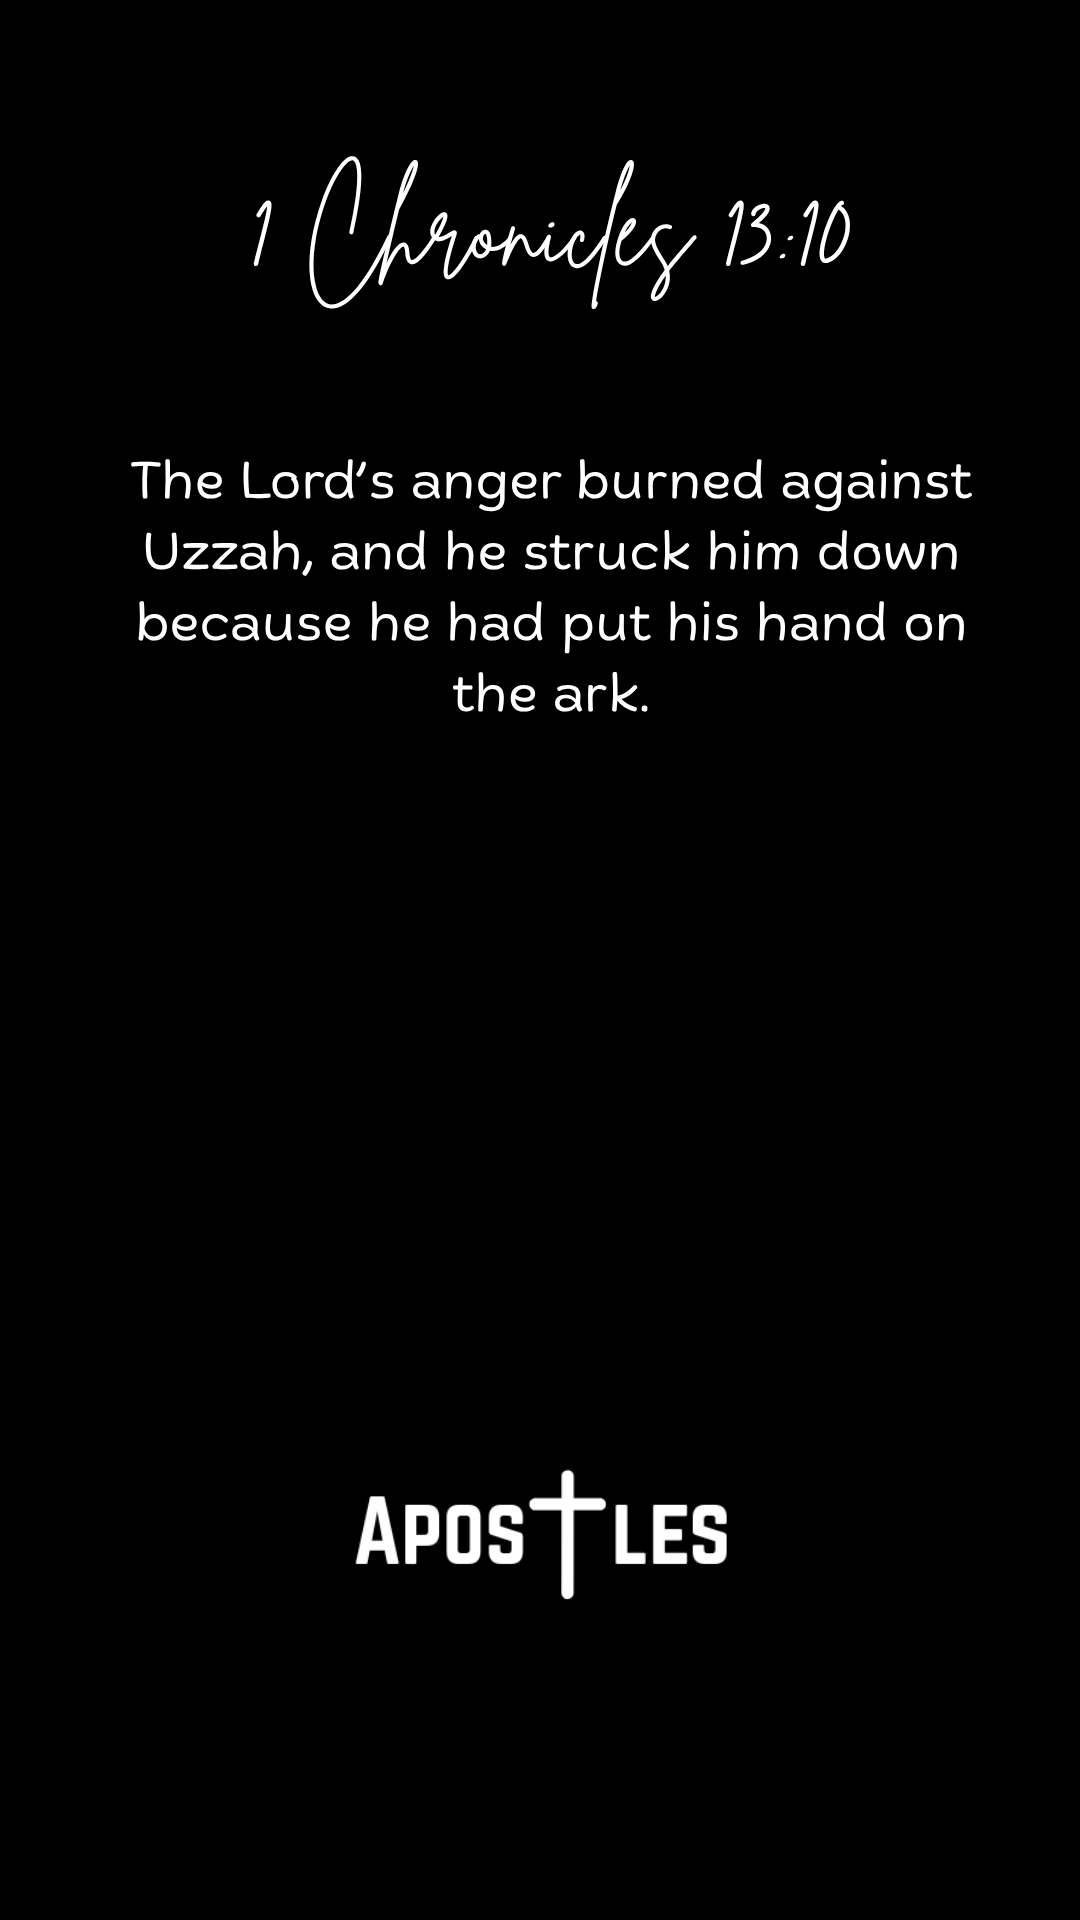 1 Chronicles 13:10
The Lord’s anger burned against
Uzzah, and he struck him down
because he had put his hand on
the ark.
APOSTLES